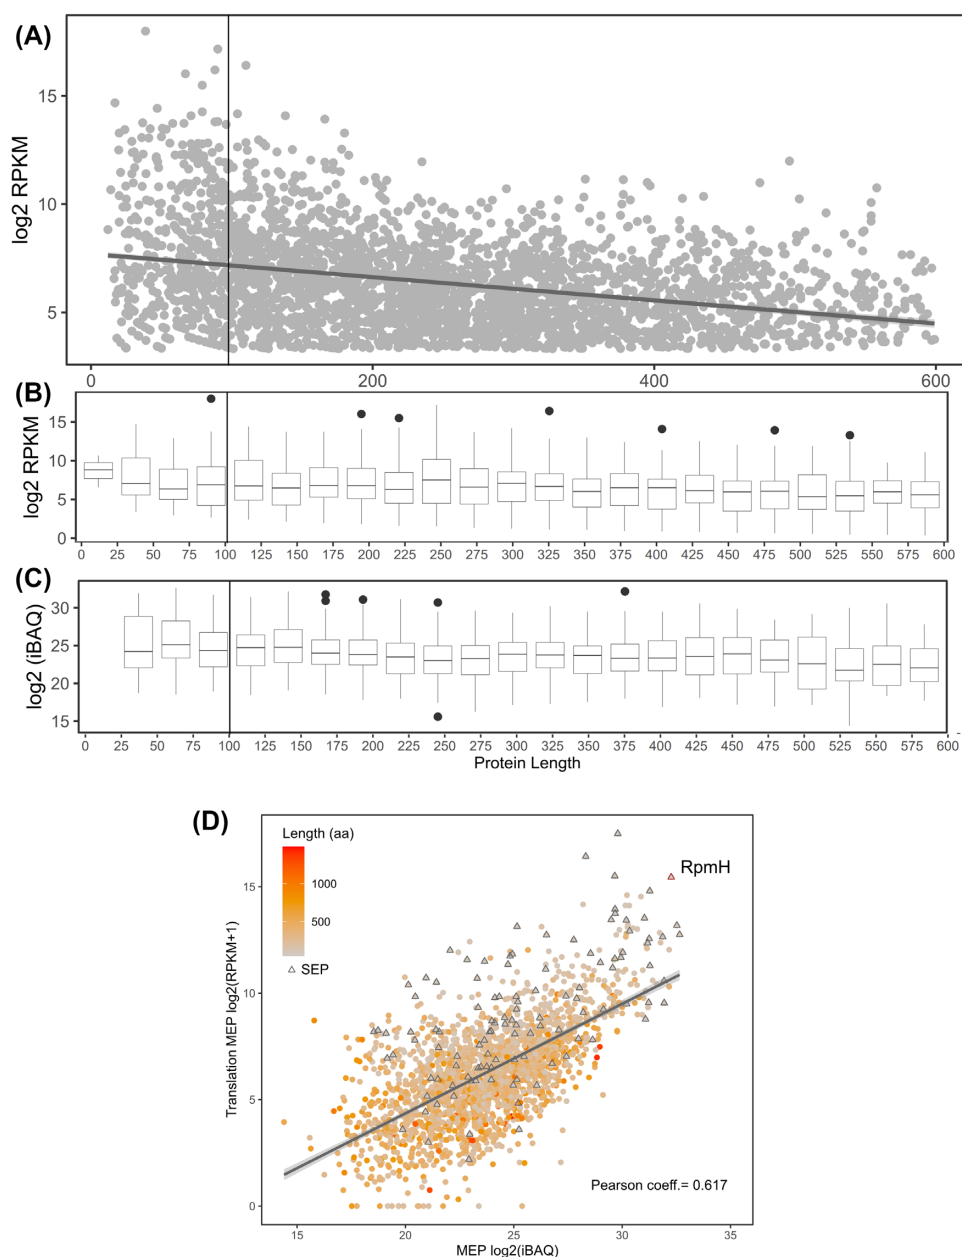 (A)
log2 RPKM
15
10
5
0 200 400 600
(B)
log2 RPKM
15
10
5
0
0 25 50 75 100 125 150 175 200 225 250 275 300 325 350 375 400 425 450 475 500 525 550 575 600
(C)
log2 (iBAQ)
30
25
20
15
0 25 50 75 100 125 150 175 200 225 250 275 300 325 350 375 400 425 450 475 500 525 550 575 600
Protein Length
(D)
Translation MEP log2(RPKM+1)
Length (aa)
1000
500
SEP
RpmH
15
10
5
0
Pearson coeff.= 0.617
15 20 25 30 35
MEP log2(iBAQ)